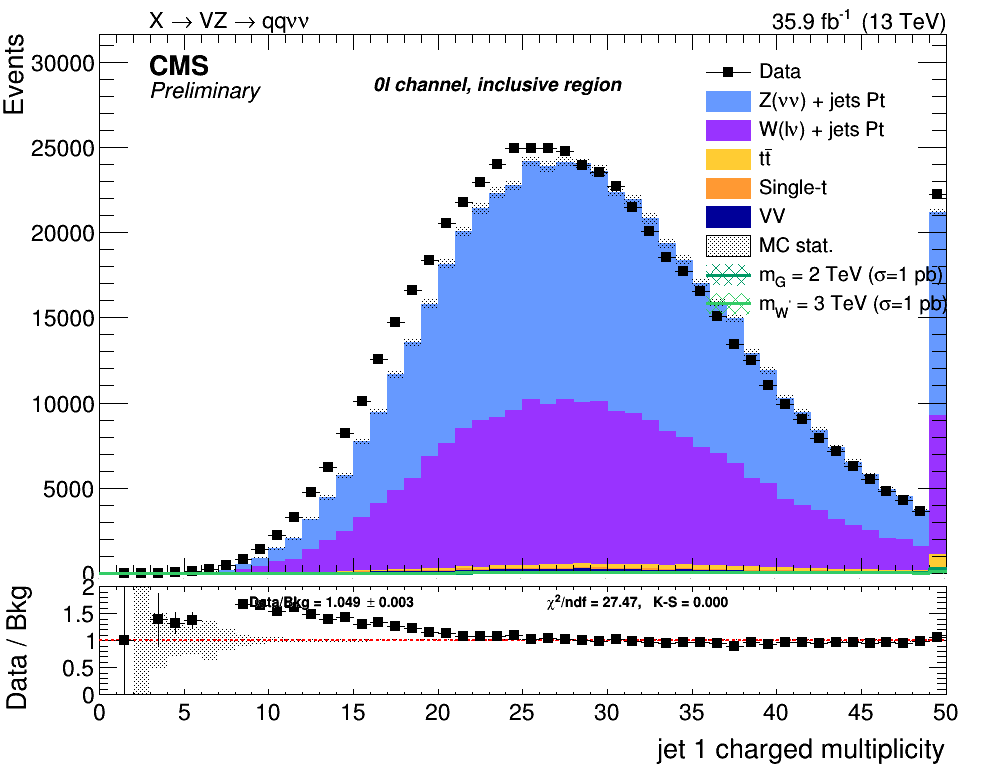 X → VZ → qqνν
35.9 fb⁻¹ (13 TeV)
Events
CMS
Preliminary
0l channel, inclusive region
Data
Z(νν) + jets Pt
W(lν) + jets Pt
tt̄
Single-t
VV
MC stat.
m_G = 2 TeV (σ=1 pb)
m_W' = 3 TeV (σ=1 pb)
30000
25000
20000
15000
10000
5000
0
Data / Bkg
2
1.5
1
0.5
0
Data/Bkg = 1.049 ± 0.003
χ²/ndf = 27.47, K-S = 0.000
0 5 10 15 20 25 30 35 40 45 50
jet 1 charged multiplicity